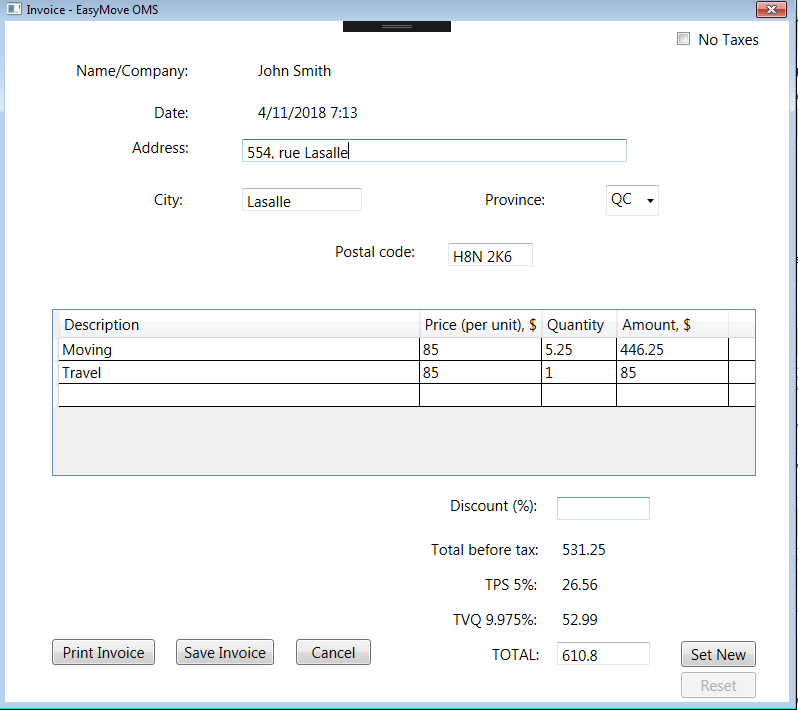 Invoice - EasyMove OMS
No Taxes
Name/Company: John Smith
Date: 4/11/2018 7:13
Address: 554, rue Lasalle
City: Lasalle Province: QC
Postal code: H8N 2K6
Description Price (per unit), $ Quantity Amount, $
Moving 85 5.25 446.25
Travel 85 1 85
Discount (%):
Total before tax: 531.25
TPS 5%: 26.56
TVQ 9.975%: 52.99
Print Invoice Save Invoice Cancel TOTAL: 610.8 Set New
Reset